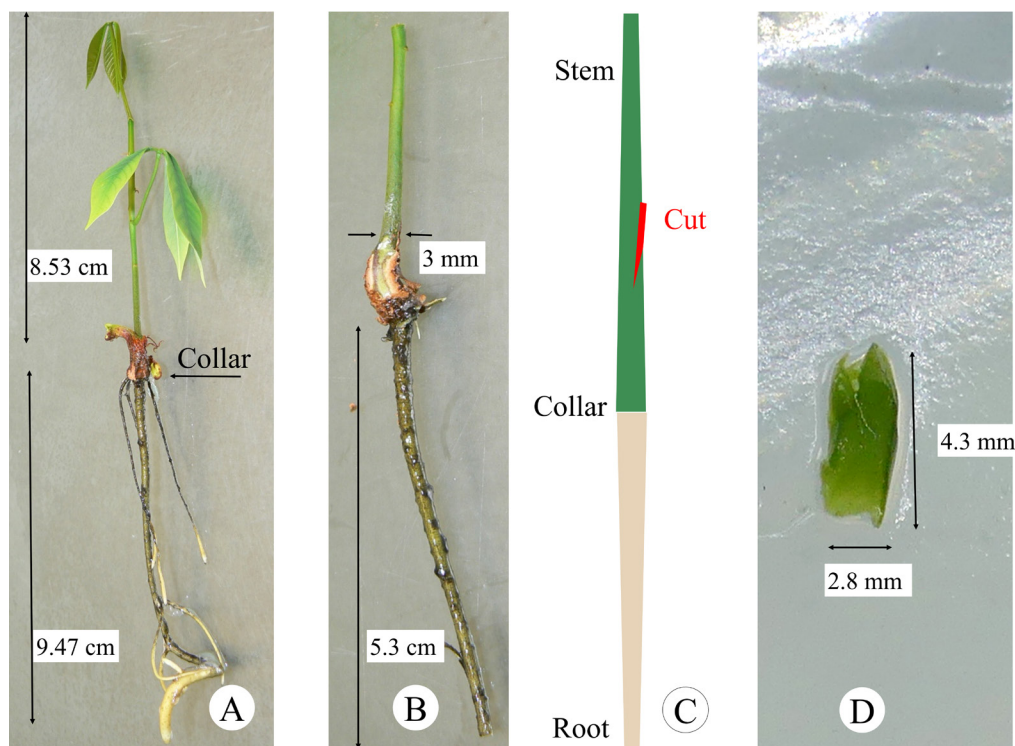 8.53 cm
Collar
9.47 cm
A
3 mm
5.3 cm
B
Stem
Cut
Collar
Root
C
4.3 mm
2.8 mm
D